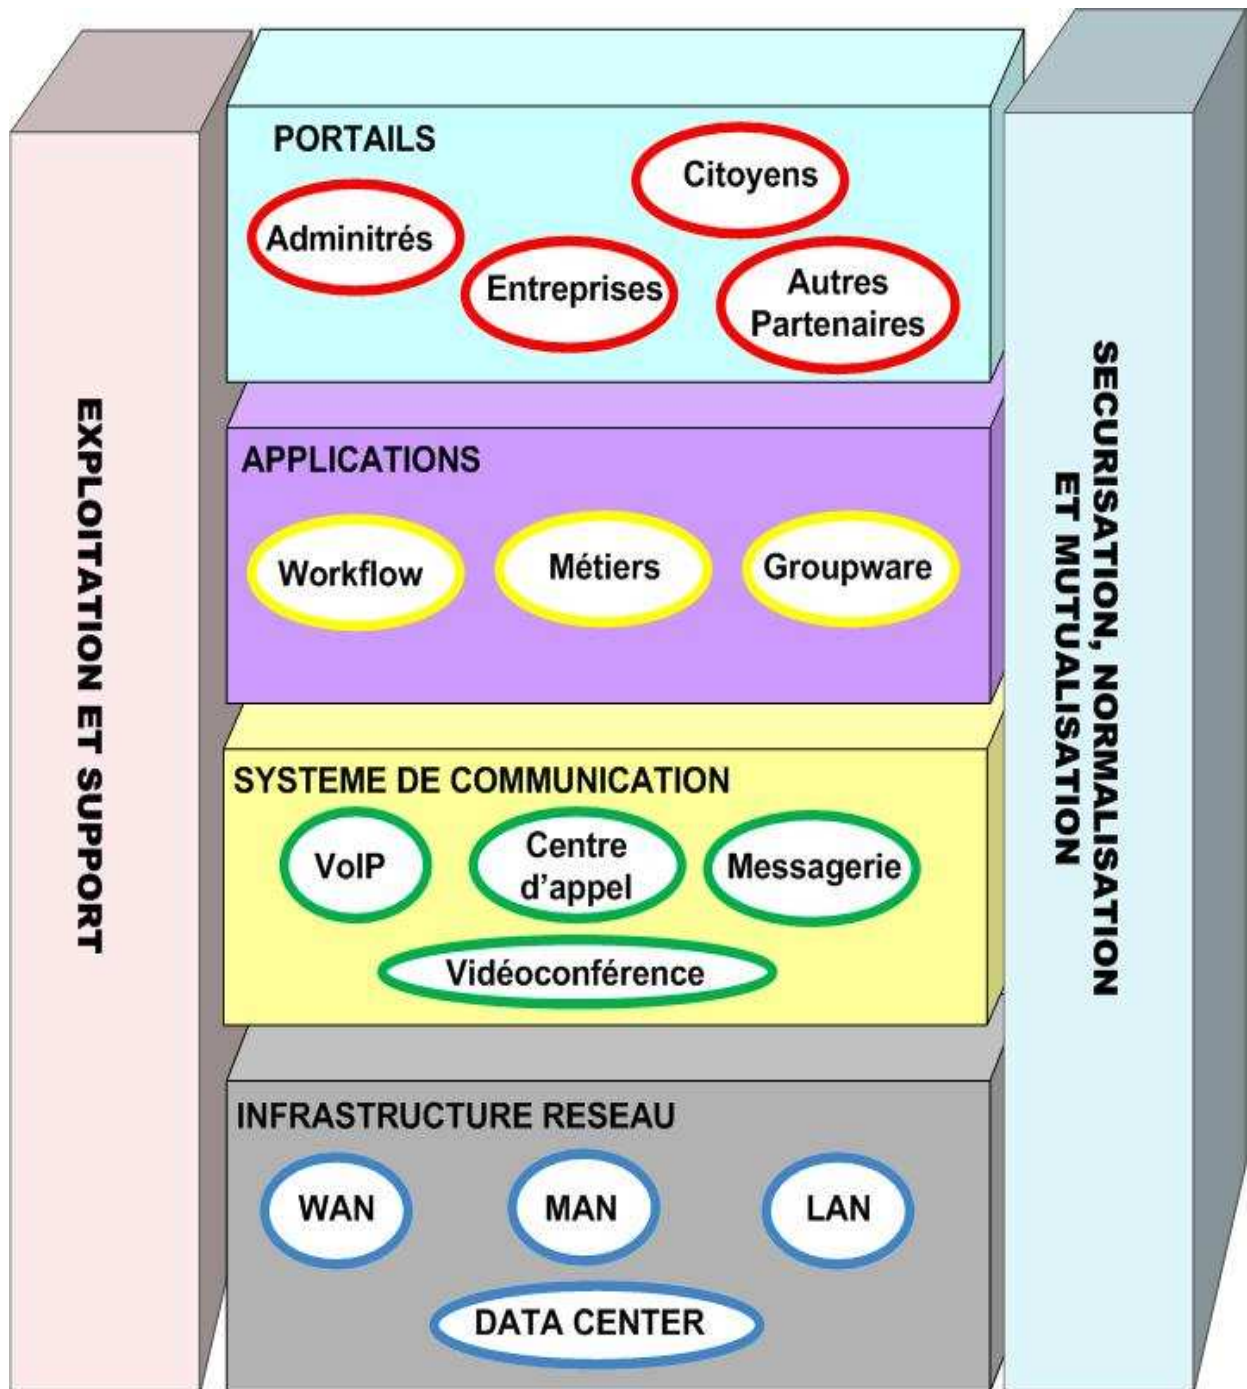 EXPLOITATION ET SUPPORT
PORTAILS
Citoyens
Adminitrés
Entreprises
Autres
Partenaires
APPLICATIONS
Workflow
Métiers
Groupware
SYSTEME DE COMMUNICATION
VoIP
Centre
d’appel
Messagerie
Vidéoconférence
INFRASTRUCTURE RESEAU
WAN
MAN
LAN
DATA CENTER
SECURISATION, NORMALISATION
ET MUTUALISATION